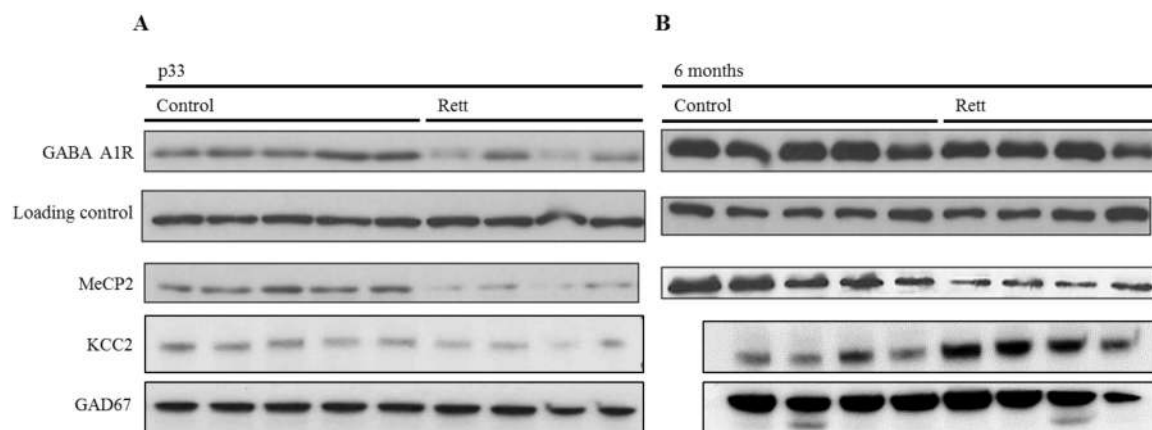 A B
p33 6 months
Control Rett Control Rett
GABA A1R
Loading control
MeCP2
KCC2
GAD67